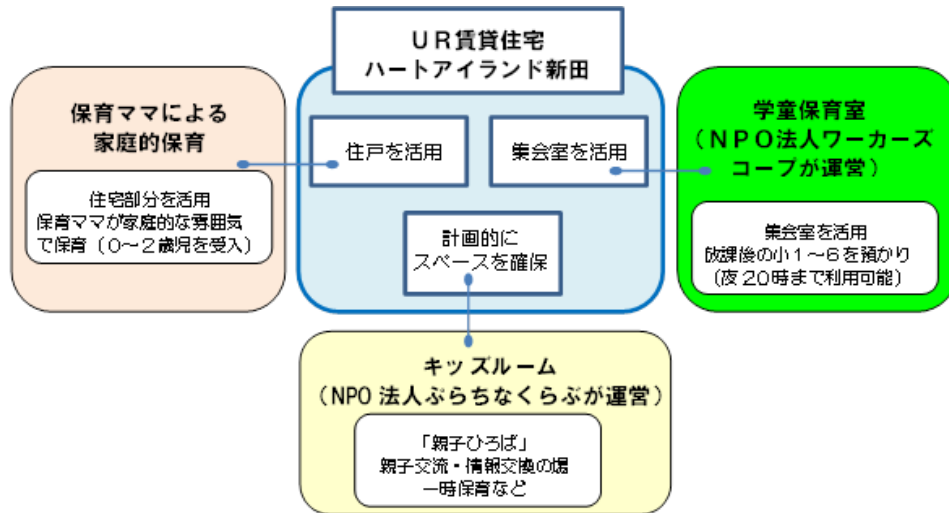 UR賃貸住宅
ハートアイランド新田
保育ママによる
家庭的保育
住宅部分を活用
保育ママが家庭的な雰囲気
で保育（０～２歳児を受入）
住戸を活用
集会室を活用
計画的に
スペースを確保
学童保育室
（ＮＰＯ法人ワーカーズ
コープが運営）
集会室を活用
放課後の小１～６を預かり
（夜２０時まで利用可能）
キッズルーム
（NPO 法人ぷらちなくらぶが運営）
「親子ひろば」
親子交流・情報交換の場
一時保育など